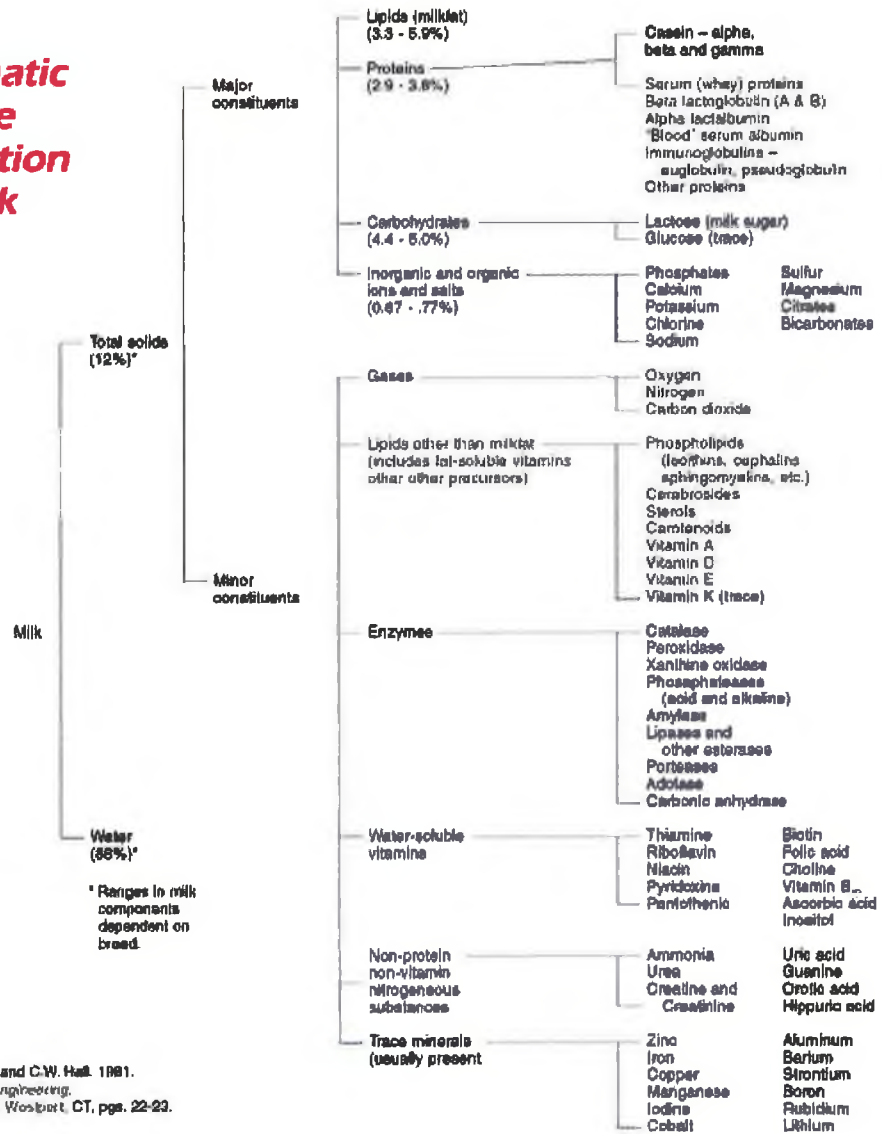 matic
e
tion
k
Lipids (milkfat)
(3.3 - 5.9%)
Proteins
(2.9 - 3.8%)
Casein – alpha,
beta and gamma
Serum (whey) proteins
Beta lactoglobulin (A & B)
Alpha lactalbumin
"Blood" serum albumin
Immunoglobulins –
euglobulin, pseudoglobulin
Other proteins
Major
constituents
Carbohydrates
(4.4 - 5.0%)
Lactose (milk sugar)
Glucose (trace)
Inorganic and organic
ions and salts
(0.67 - .77%)
Phosphates
Calcium
Potassium
Chlorine
Sodium
Sulfur
Magnesium
Citrates
Bicarbonates
Total solids
(12%)*
Gases
Oxygen
Nitrogen
Carbon dioxide
Lipids other than milkfat
(includes fat-soluble vitamins
other other precursors)
Phospholipids
(lecithins, cephalins
sphingomyelins, etc.)
Cerebrosides
Sterols
Carotenoids
Vitamin A
Vitamin D
Vitamin E
Vitamin K (trace)
Minor
constituents
Milk
Enzymes
Catalase
Peroxidase
Xanthine oxidase
Phosphateases
(acid and alkaline)
Amylase
Lipases and
other esterases
Porteases
Adolase
Carbonic anhydrase
Water
(88%)*
* Ranges in milk
components
dependent on
breed.
Water-soluble
vitamins
Thiamine
Riboflavin
Niacin
Pyridoxine
Pantothenic
Biotin
Folic acid
Choline
Vitamin B
Ascorbic acid
Inositol
Non-protein
non-vitamin
nitrogeneous
substances
Ammonia
Urea
Creatine and
Creatinine
Uric acid
Guanine
Orotic acid
Hippuric acid
Trace minerals
(usually present
Zinc
Iron
Copper
Manganese
Iodine
Cobalt
Aluminum
Barium
Strontium
Boron
Rubidium
Lithium
and C.W. Hall. 1981.
ngineering.
Westport, CT, pgs. 22-23.